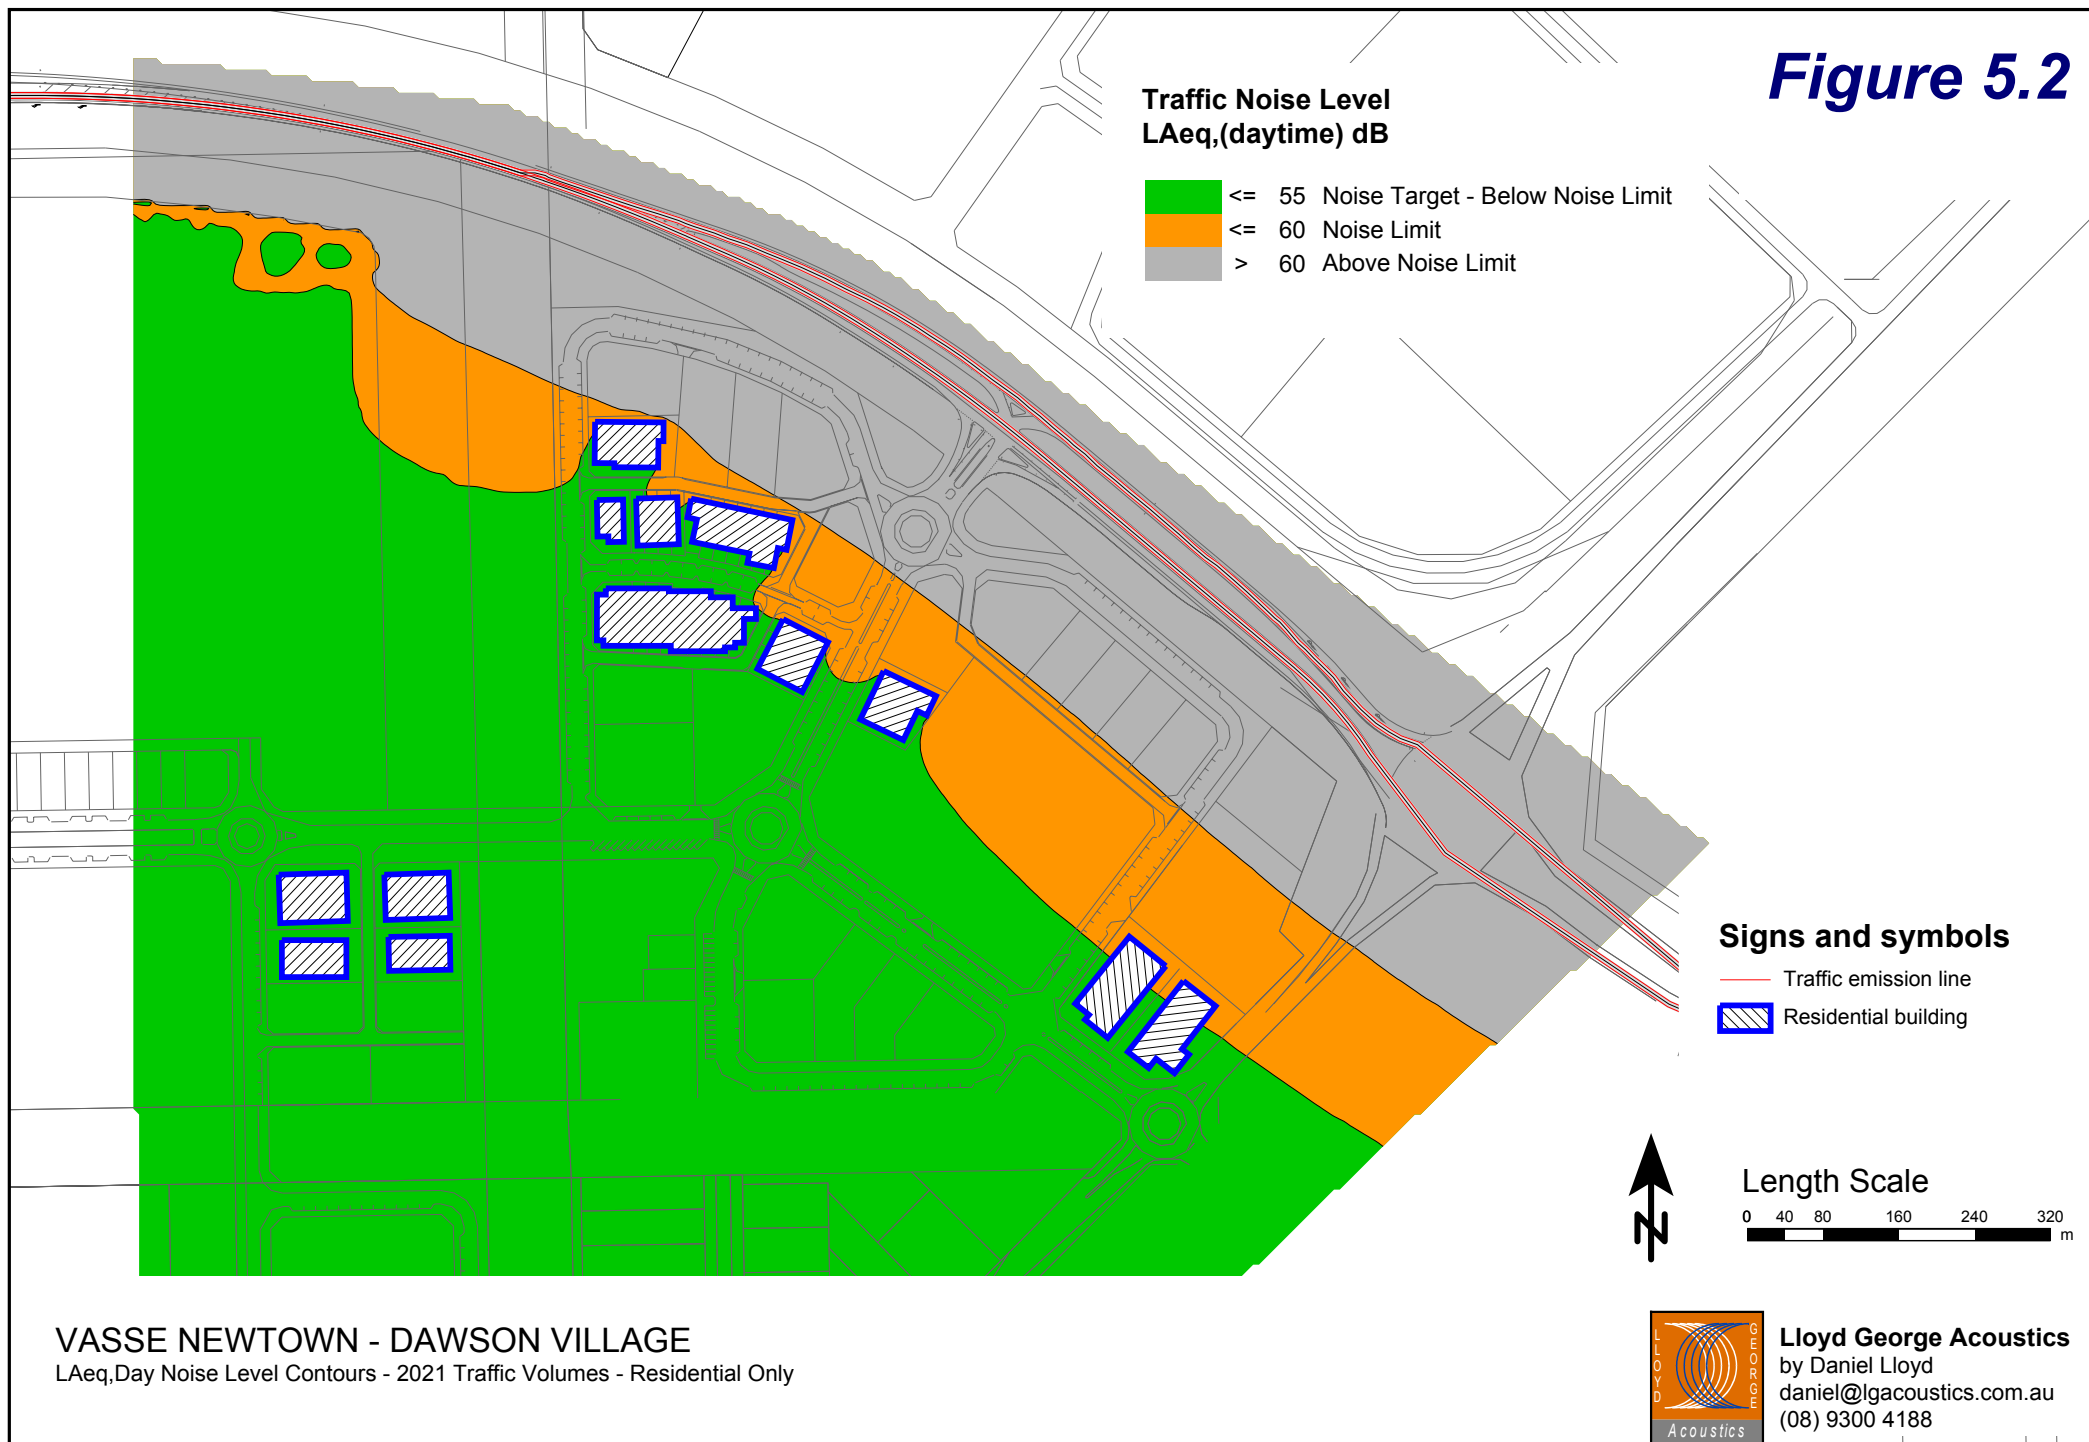 Figure 5.2
Traffic Noise Level
LAeq,(daytime) dB
<= 55 Noise Target - Below Noise Limit
<= 60 Noise Limit
> 60 Above Noise Limit
Signs and symbols
Traffic emission line
Residential building
N
Length Scale
0 40 80 160 240 320
m
VASSE NEWTOWN - DAWSON VILLAGE
LAeq,Day Noise Level Contours - 2021 Traffic Volumes - Residential Only
LLOYD
GEORGE
Acoustics
Lloyd George Acoustics
by Daniel Lloyd
daniel@lgacoustics.com.au
(08) 9300 4188